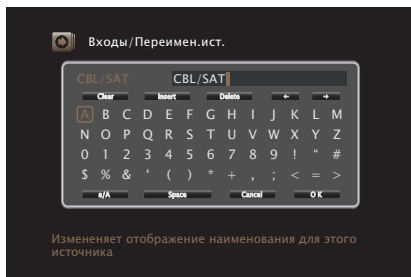 Входы/Переимен.ист.
CBL/SAT CBL/SAT
Clear Insert Delete ← →
A B C D E F G H I J K L M
N O P Q R S T U V W X Y Z
0 1 2 3 4 5 6 7 8 9 ! “ #
$ % & ‘ ( ) * + , ; < = >
a/A Space Cancel OK
Измененяет отображение наименования для этого
источника